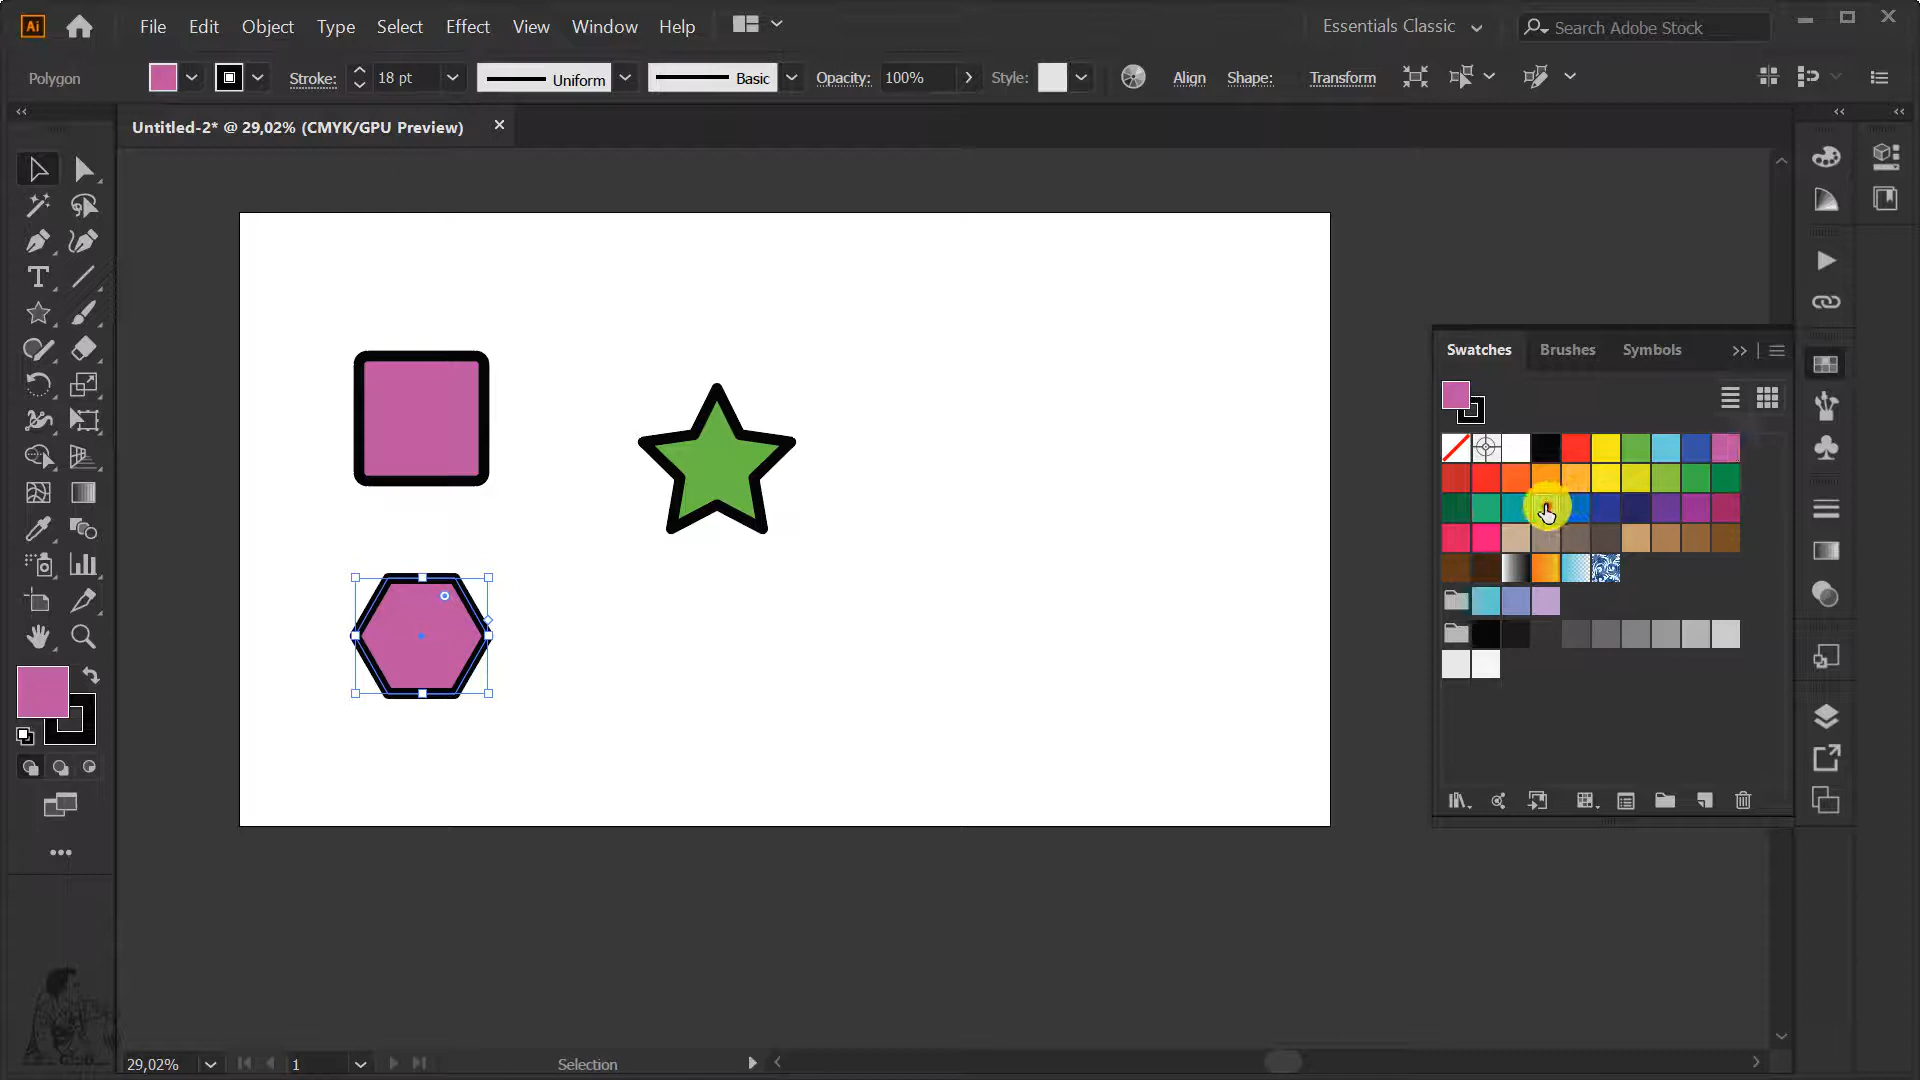 Ai File Edit Object Type Select Effect View Window Help Essentials Classic Search Adobe Stock
Polygon Stroke: 18 pt Uniform Basic Opacity: 100% Style: Align Shape: Transform
Untitled-2* @ 29,02% (CMYK/GPU Preview)
Swatches Brushes Symbols
29,02% 1 Selection